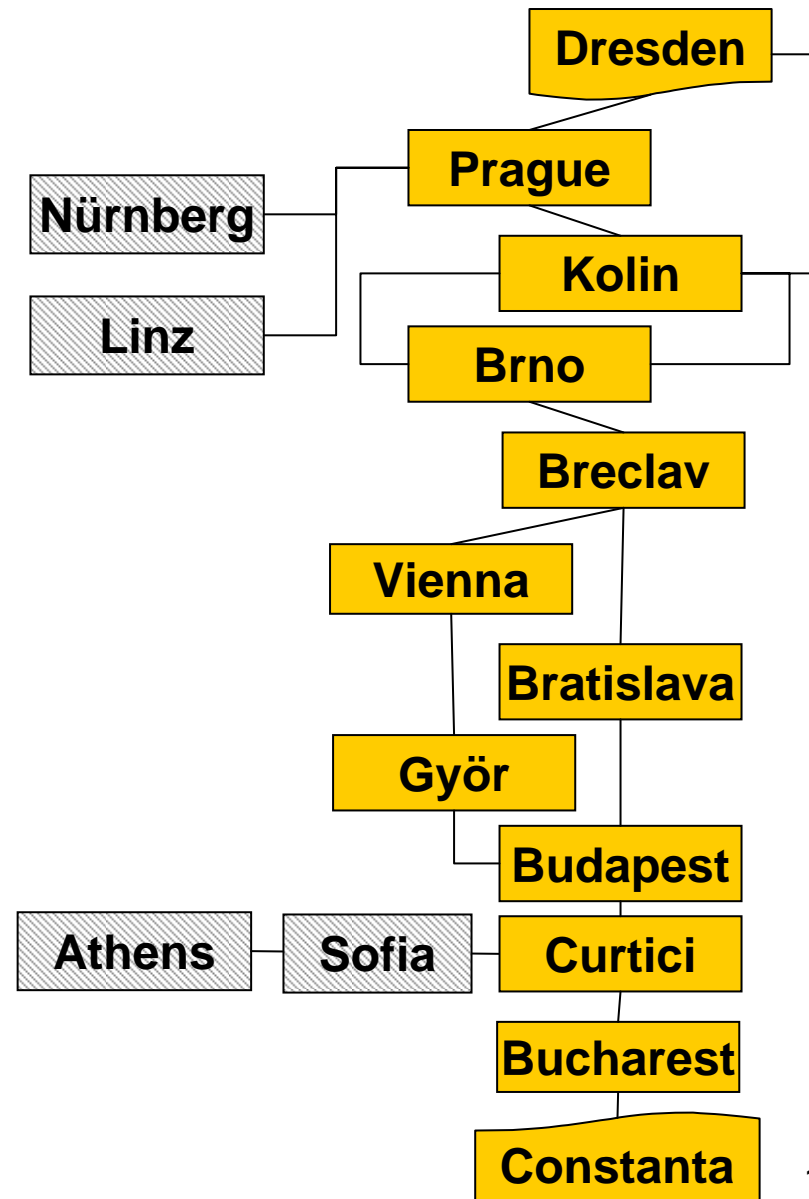 Dresden
Prague
Nürnberg
Kolin
Linz
Brno
Breclav
Vienna
Bratislava
Györ
Budapest
Athens
Sofia
Curtici
Bucharest
Constanta